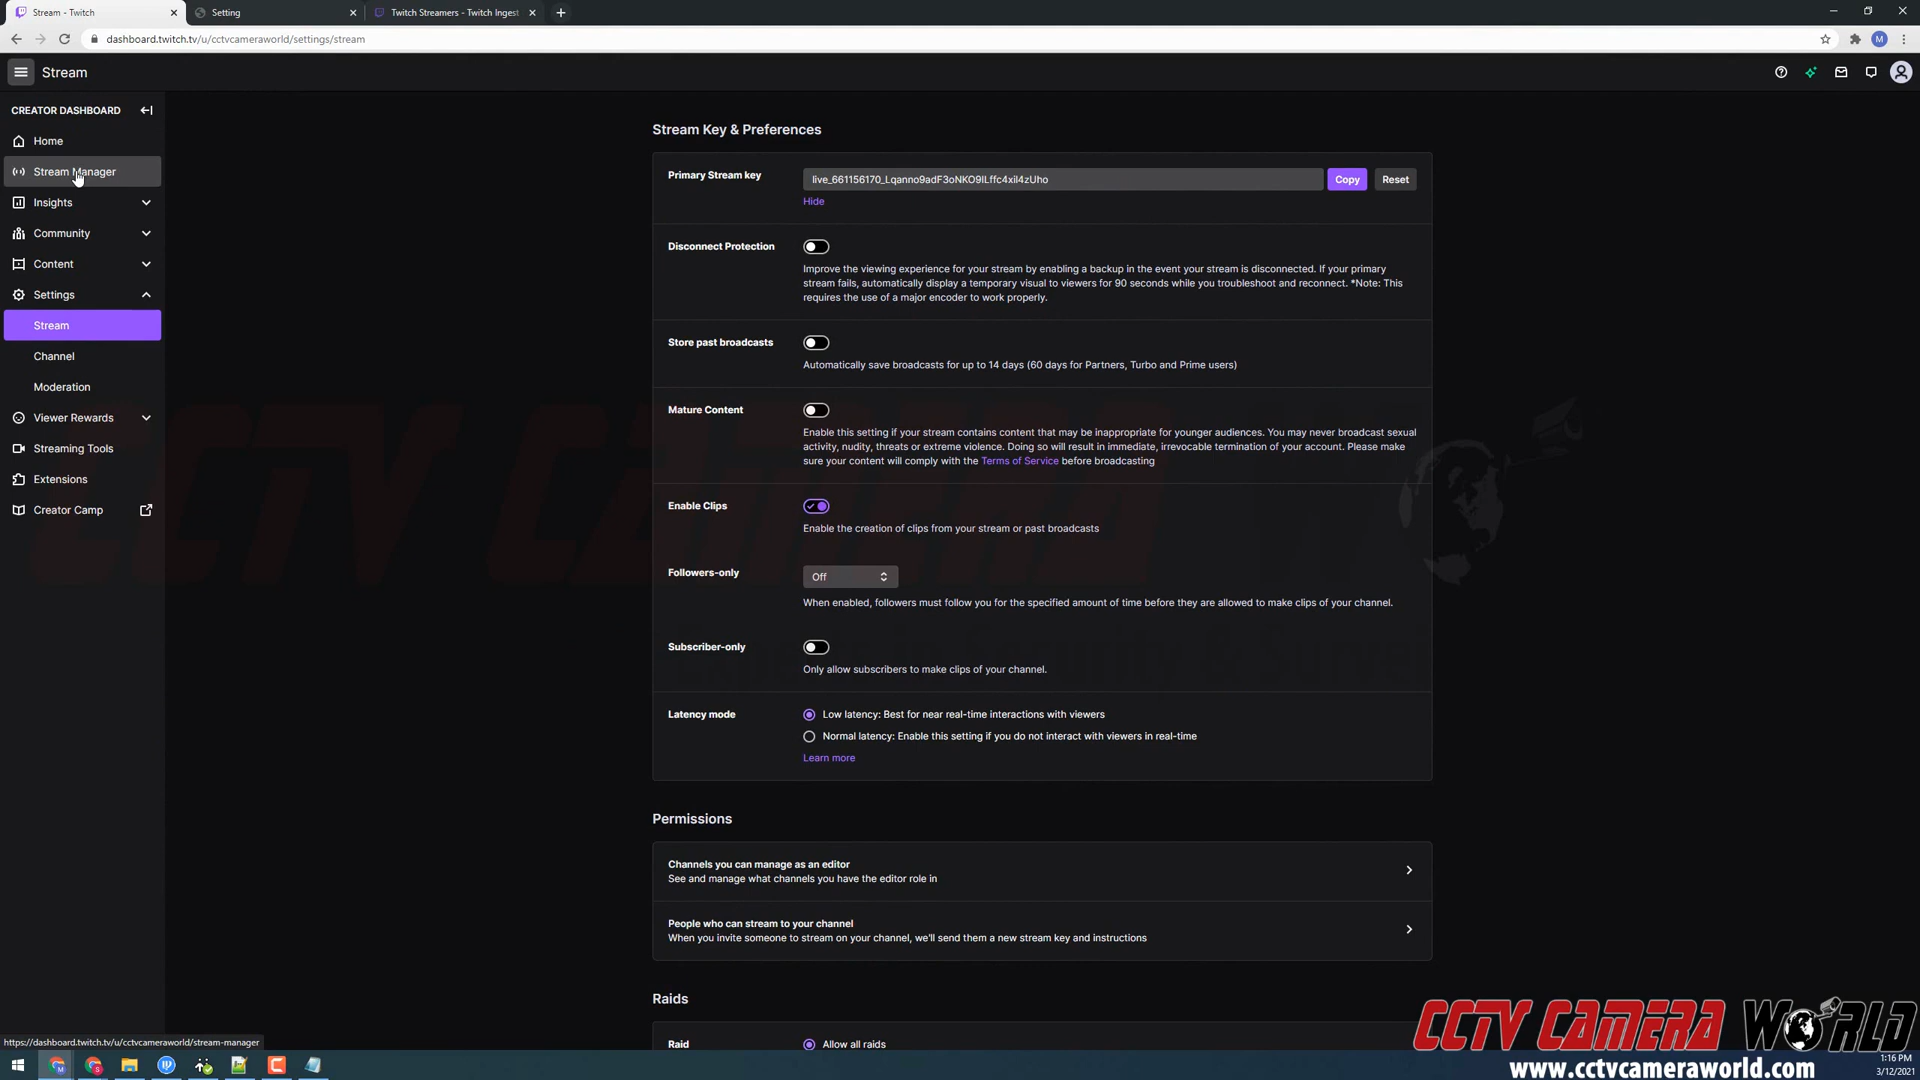 Stream - Twitch
Setting
Twitch Streamers - Twitch Ingest
dashboard.twitch.tv/u/cctvcameraworld/settings/stream
M
Stream
CREATOR DASHBOARD
Home
Stream Manager
Insights
Community
Content
Settings
Stream
Channel
Moderation
Viewer Rewards
Streaming Tools
Extensions
Creator Camp
Stream Key & Preferences
Primary Stream key
live_661156170_Lqanno9adF3oNKO9ILffc4xil4zUho
Copy
Reset
Hide
Disconnect Protection
Improve the viewing experience for your stream by enabling a backup in the event your stream is disconnected. If your primary
stream fails, automatically display a temporary visual to viewers for 90 seconds while you troubleshoot and reconnect. *Note: This
requires the use of a major encoder to work properly.
Store past broadcasts
Automatically save broadcasts for up to 14 days (60 days for Partners, Turbo and Prime users)
Mature Content
Enable this setting if your stream contains content that may be inappropriate for younger audiences. You may never broadcast sexual
activity, nudity, threats or extreme violence. Doing so will result in immediate, irrevocable termination of your account. Please make
sure your content will comply with the Terms of Service before broadcasting
Enable Clips
Enable the creation of clips from your stream or past broadcasts
Followers-only
Off
When enabled, followers must follow you for the specified amount of time before they are allowed to make clips of your channel.
Subscriber-only
Only allow subscribers to make clips of your channel.
Latency mode
Low latency: Best for near real-time interactions with viewers
Normal latency: Enable this setting if you do not interact with viewers in real-time
Learn more
Permissions
Channels you can manage as an editor
See and manage what channels you have the editor role in
People who can stream to your channel
When you invite someone to stream on your channel, we'll send them a new stream key and instructions
Raids
Raid
Allow all raids
CCTV CAMERA
CCTV CAMERA WORLD
www.cctvcameraworld.com
https://dashboard.twitch.tv/u/cctvcameraworld/stream-manager
1:16 PM
3/12/2021